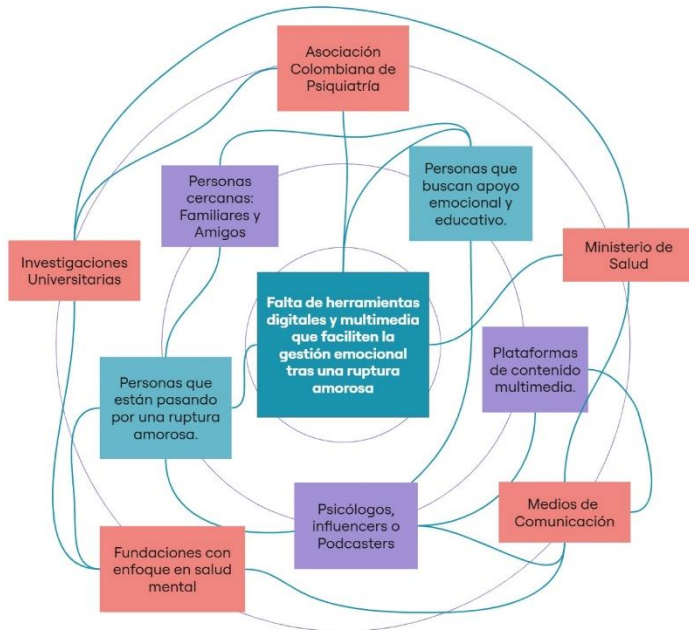 Asociación
Colombiana de
Psiquiatría
Personas que
buscan apoyo
emocional y
educativo.
Personas
cercanas:
Familiares y
Amigos
Ministerio de
Salud
Investigaciones
Universitarias
Falta de herramientas
digitales y multimedia
que faciliten la
gestión emocional
tras una ruptura
amorosa
Plataformas
de contenido
multimedia.
Personas que
están pasando
por una ruptura
amorosa.
Psicólogos,
influencers o
Podcasters
Medios de
Comunicación
Fundaciones con
enfoque en salud
mental